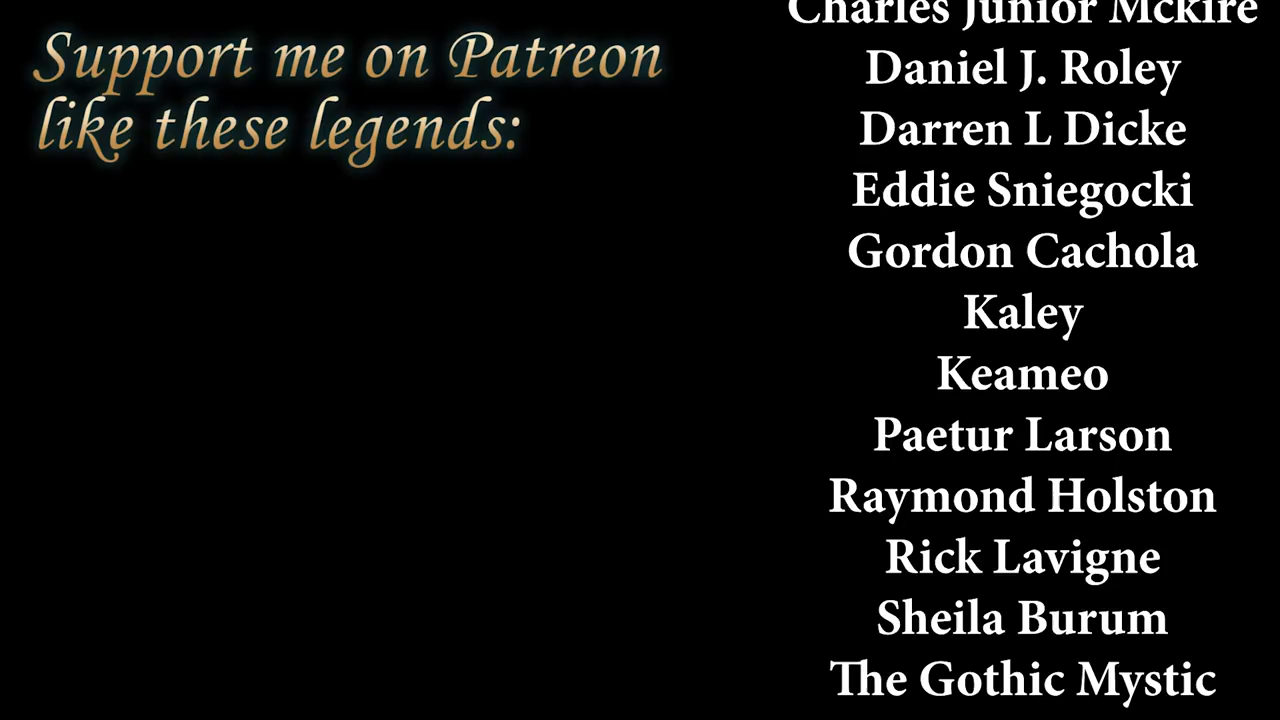 Support me on Patreon
like these legends:
Charles Junior Mckire
Daniel J. Roley
Darren L Dicke
Eddie Sniegocki
Gordon Cachola
Kaley
Keameo
Paetur Larson
Raymond Holston
Rick Lavigne
Sheila Burum
The Gothic Mystic